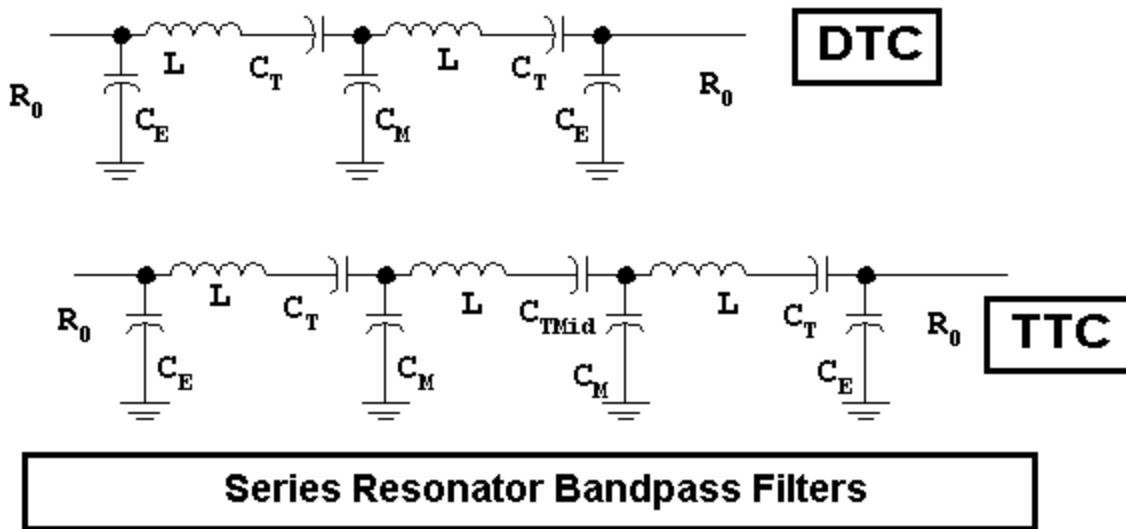 DTC
L C_T L C_T
R_0 C_E C_M C_E R_0
L C_T L C_TMid L C_T
R_0 C_E C_M C_M C_E R_0
TTC
Series Resonator Bandpass Filters